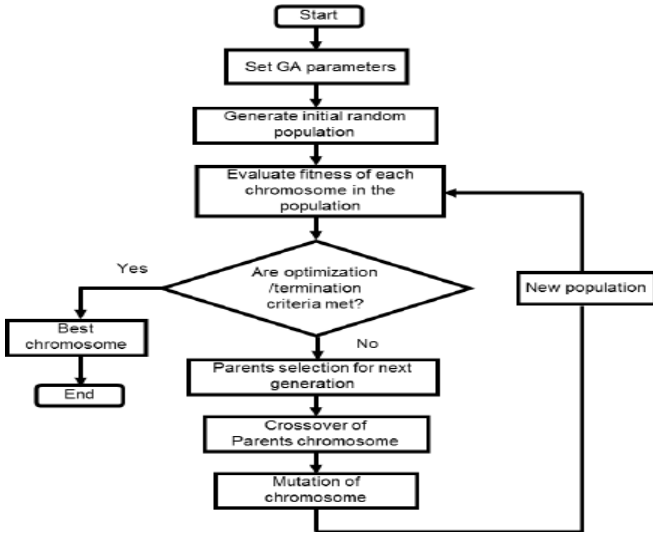 Start
Set GA parameters
Generate initial random
population
Evaluate fitness of each
chromosome in the
population
Are optimization
/termination
criteria met?
Yes
New population
Best
chromosome
No
End
Parents selection for next
generation
Crossover of
Parents chromosome
Mutation of
chromosome